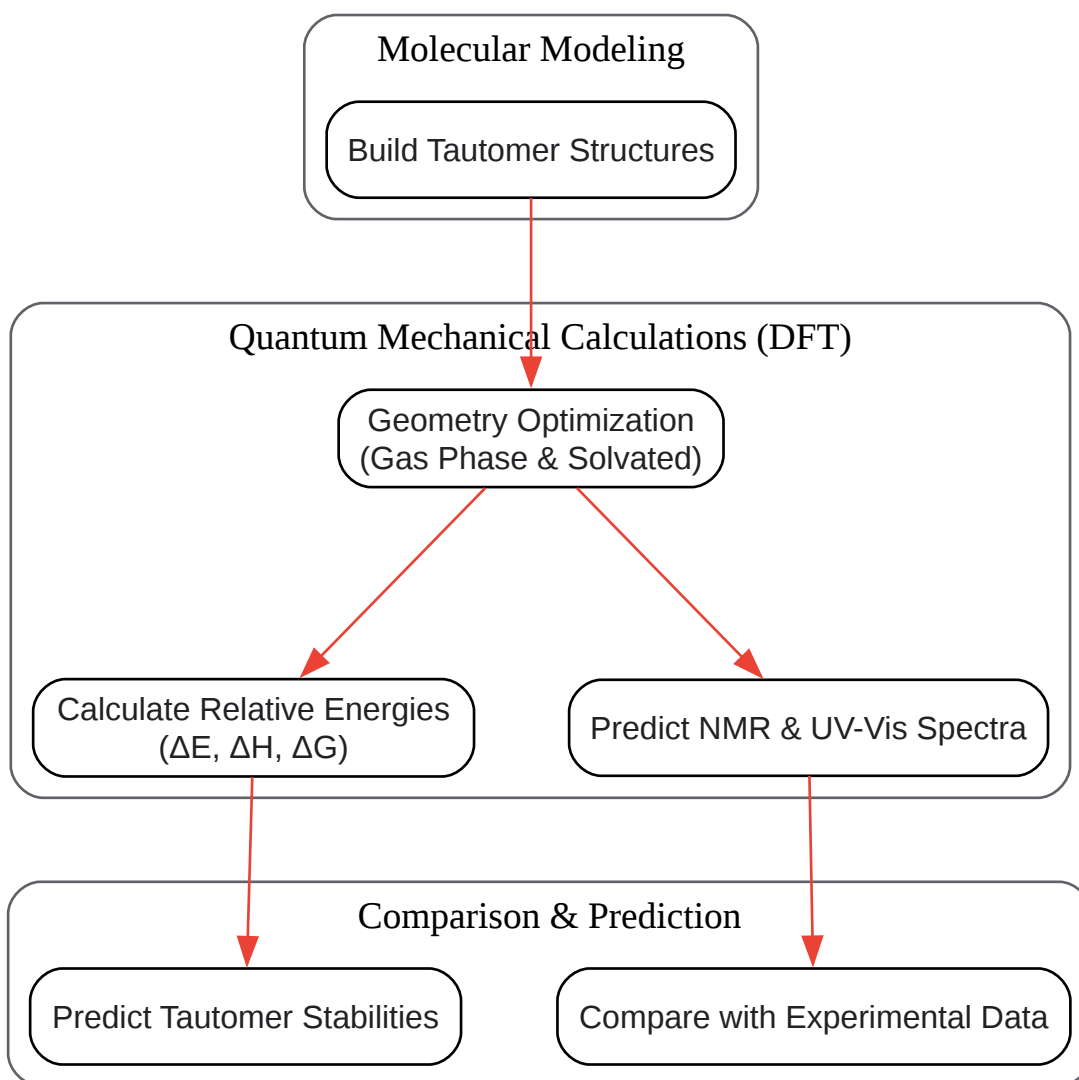 Molecular Modeling
Build Tautomer Structures
Quantum Mechanical Calculations (DFT)
Geometry Optimization
(Gas Phase & Solvated)
Calculate Relative Energies
(ΔE, ΔH, ΔG)
Predict NMR & UV-Vis Spectra
Comparison & Prediction
Predict Tautomer Stabilities
Compare with Experimental Data